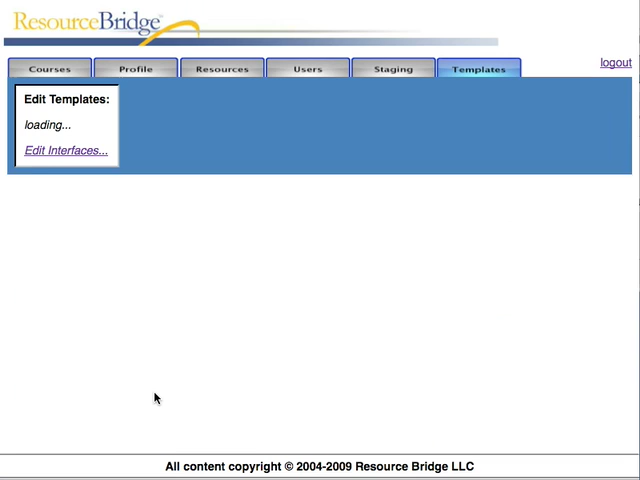 ResourceBridge
logout
Courses
Profile
Resources
Users
Staging
Templates
Edit Templates:
loading...
Edit Interfaces...
All content copyright © 2004-2009 Resource Bridge LLC